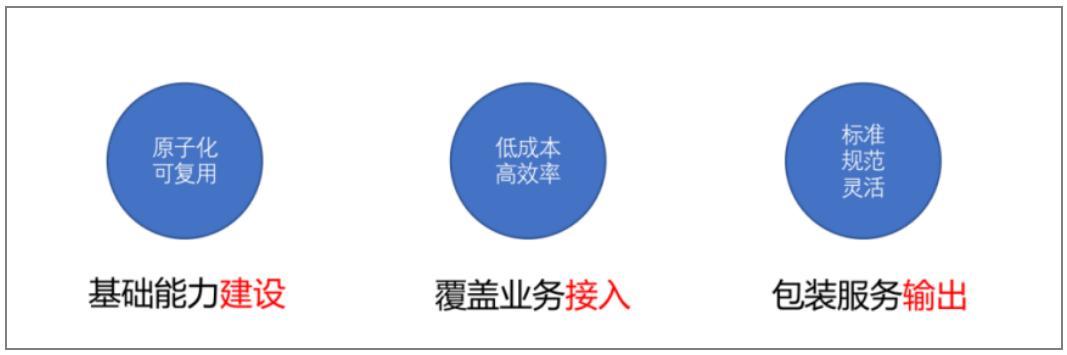 原子化
可复用
低成本
高效率
标准
规范
灵活
基础能力建设
覆盖业务接入
包装服务输出